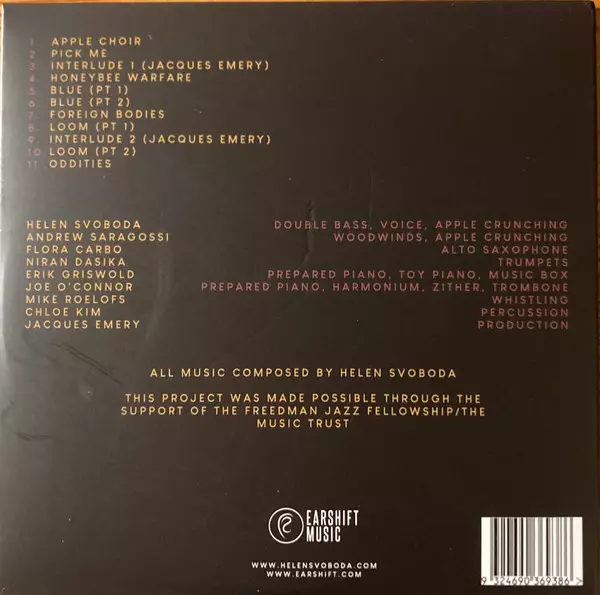 1. APPLE CHOIR
2 PICK ME
3. INTERLUDE 1 (JACQUES EMERY)
4 HONEYBEE WARFARE
5 BLUE (PT 1)
6. BLUE (PT 2)
7. FOREIGN BODIES
8. LOOM (PT 1)
9. INTERLUDE 2 (JACQUES EMERY)
10 LOOM (PT 2)
11 ODDITIES
HELEN SVOBODA DOUBLE BASS, VOICE, APPLE CRUNCHING
ANDREW SARAGOSSI WOODWINDS, APPLE CRUNCHING
FLORA CARBO ALTO SAXOPHONE
NIRAN DASIKA TRUMPETS
ERIK GRISWOLD PREPARED PIANO, TOY PIANO, MUSIC BOX
JOE O'CONNOR PREPARED PIANO, HARMONIUM, ZITHER, TROMBONE
MIKE ROELOFS WHISTLING
CHLOE KIM PERCUSSION
JACQUES EMERY PRODUCTION
ALL MUSIC COMPOSED BY HELEN SVOBODA
THIS PROJECT WAS MADE POSSIBLE THROUGH THE
SUPPORT OF THE FREEDMAN JAZZ FELLOWSHIP/THE
MUSIC TRUST
EARSHIFT
MUSIC
WWW.HELENSVOBODA.COM
WWW.EARSHIFT.COM
9 324690 369386 >